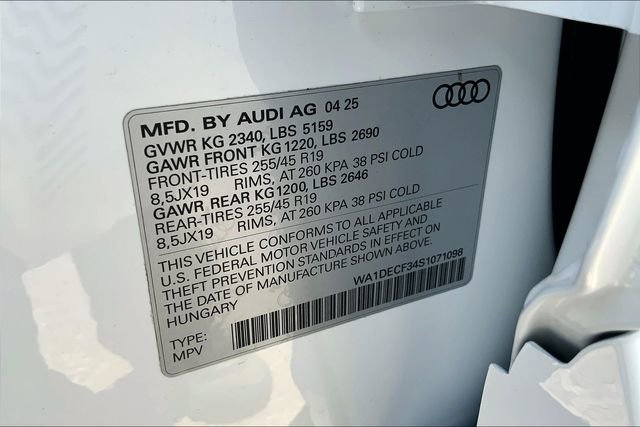 MFD. BY AUDI AG 04 25
GVWR KG 2340, LBS 5159
GAWR FRONT KG 1220, LBS 2690
FRONT-TIRES 255/45 R19
8,5JX19 RIMS, AT 260 KPA 38 PSI COLD
GAWR REAR KG1200, LBS 2646
REAR-TIRES 255/45 R19
8,5JX19 RIMS, AT 260 KPA 38 PSI COLD
THIS VEHICLE CONFORMS TO ALL APPLICABLE
U.S. FEDERAL MOTOR VEHICLE SAFETY AND
THEFT PREVENTION STANDARDS IN EFFECT ON
THE DATE OF MANUFACTURE SHOWN ABOVE.
HUNGARY WA1DECF34S1071098
TYPE:
MPV